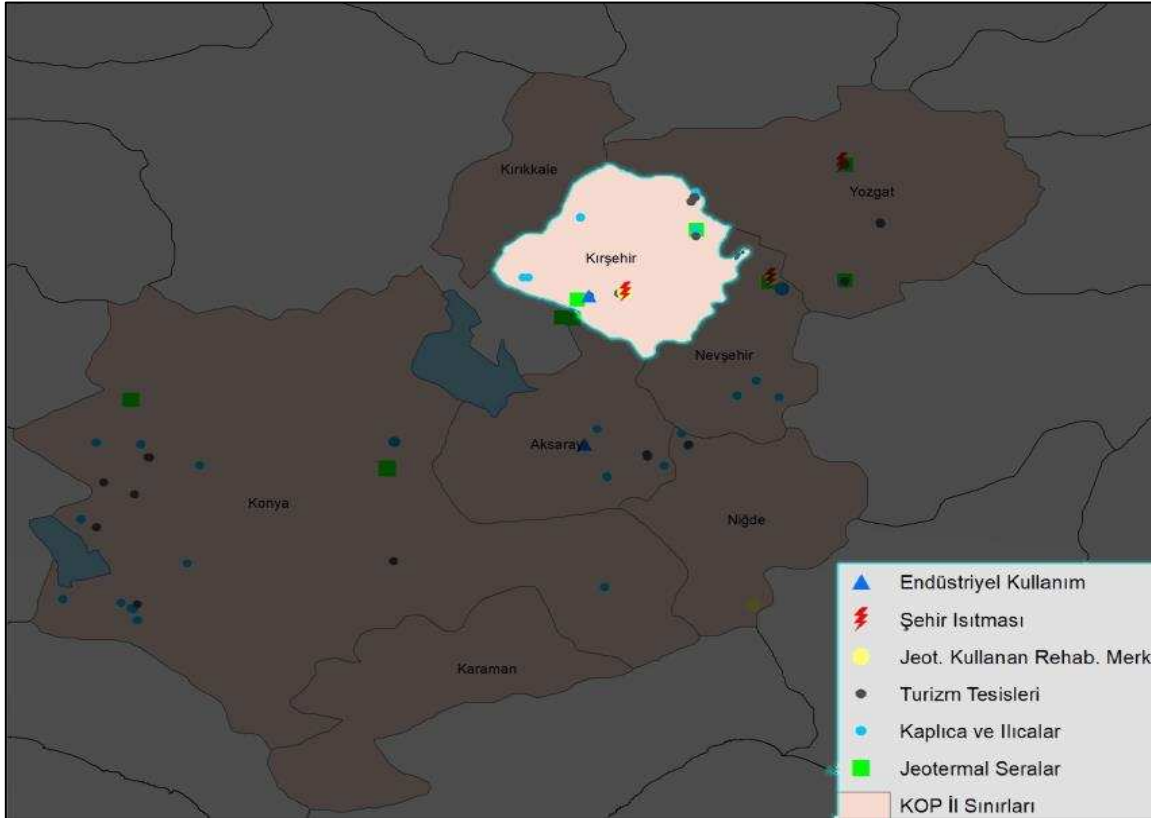 Kırıkkale
Yozgat
Kırşehir
Nevşehir
Aksaray
Konya
Niğde
Karaman
Endüstriyel Kullanım
Şehir Isıtması
Jeot. Kullanan Rehab. Merk
Turizm Tesisleri
Kaplıca ve Ilıcalar
Jeotermal Seralar
KOP İl Sınırları